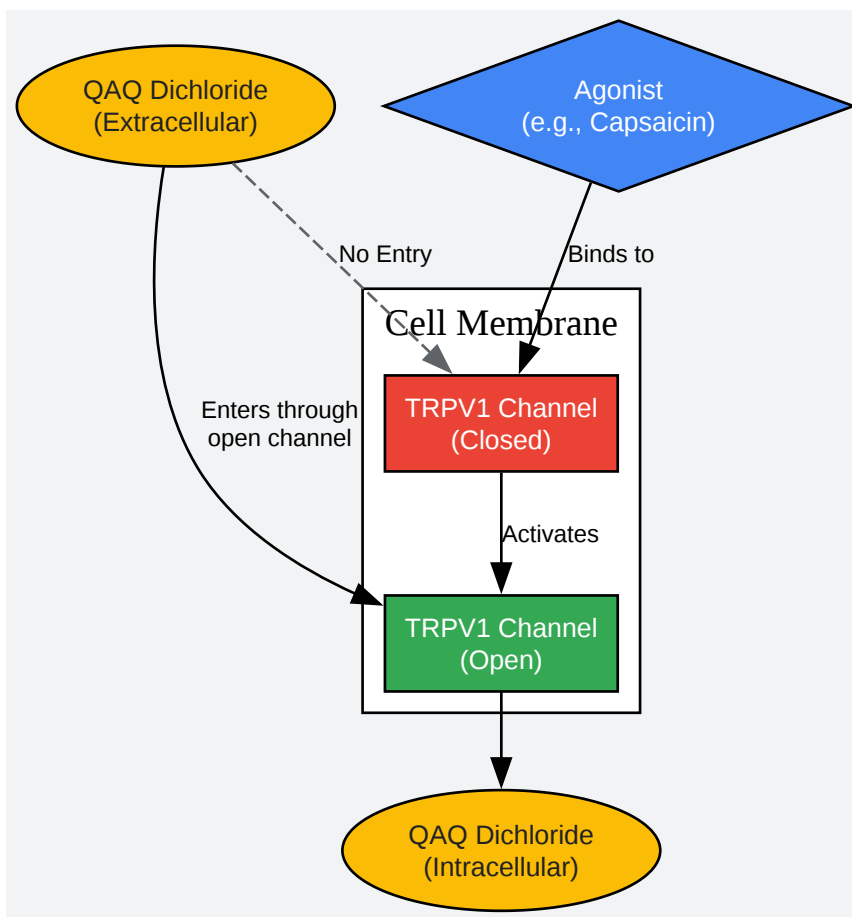 QAQ Dichloride
(Extracellular)
Agonist
(e.g., Capsaicin)
No Entry
Binds to
Cell Membrane
Enters through
open channel
TRPV1 Channel
(Closed)
Activates
TRPV1 Channel
(Open)
QAQ Dichloride
(Intracellular)